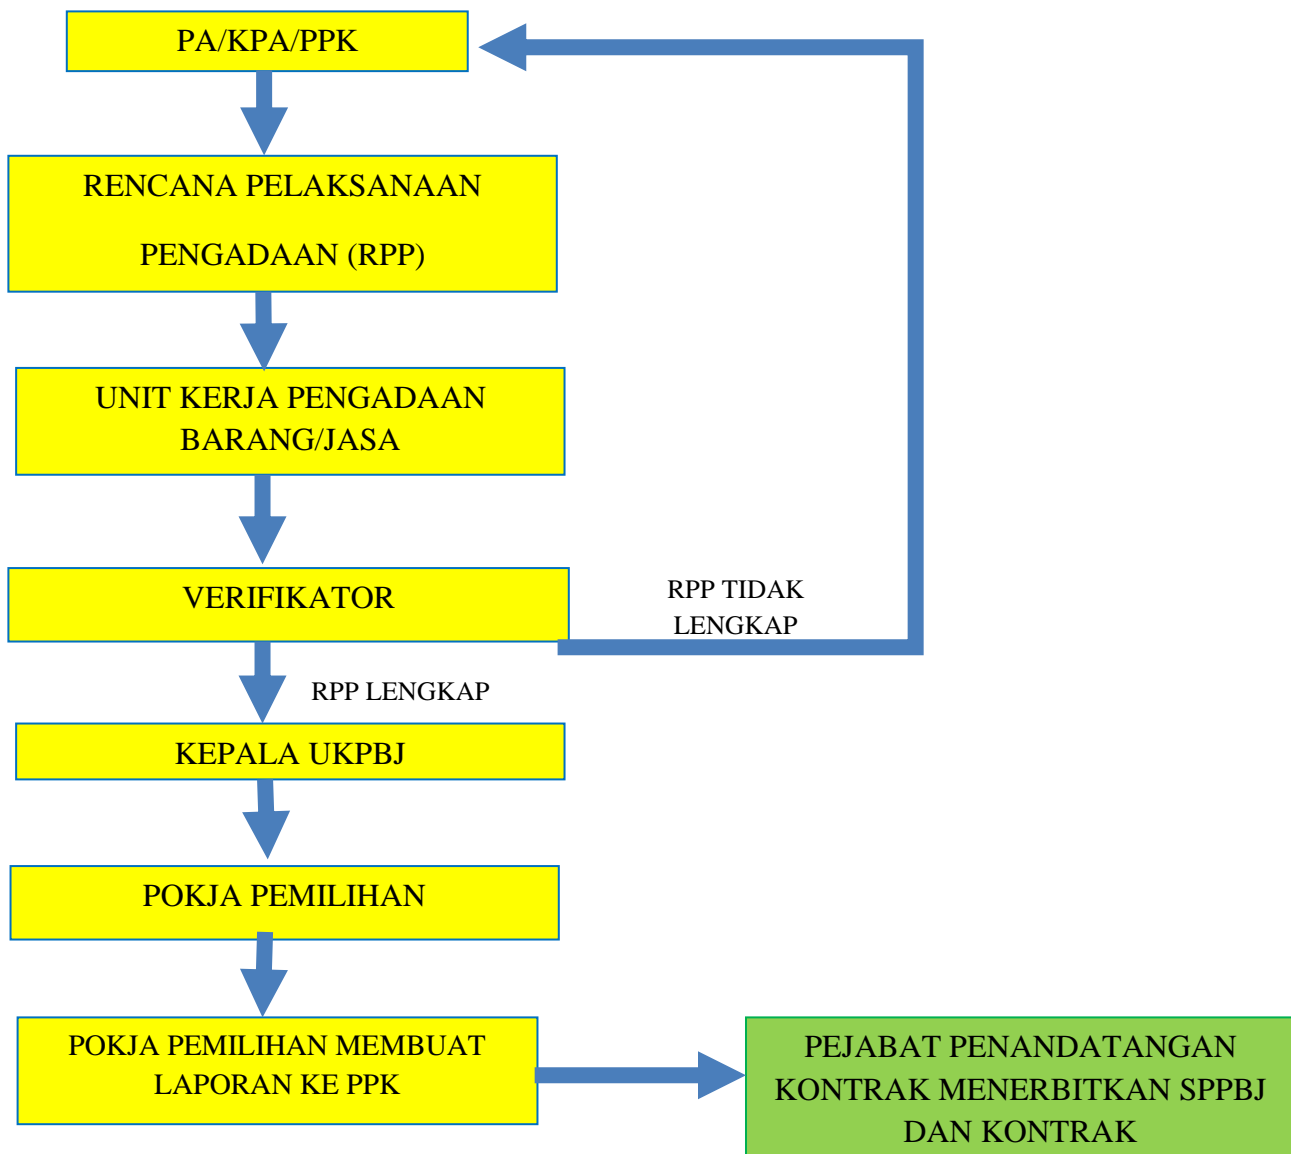 PA/KPA/PPK
RENCANA PELAKSANAAN
PENGADAAN (RPP)
UNIT KERJA PENGADAAN
BARANG/JASA
VERIFIKATOR
RPP TIDAK
LENGKAP
RPP LENGKAP
KEPALA UKPBJ
POKJA PEMILIHAN
POKJA PEMILIHAN MEMBUAT
LAPORAN KE PPK
PEJABAT PENANDATANGAN
KONTRAK MENERBITKAN SPPBJ
DAN KONTRAK